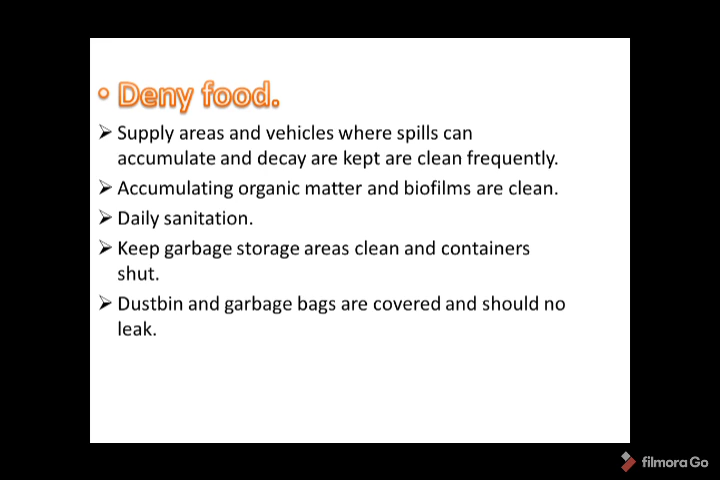 • Deny food.
➢ Supply areas and vehicles where spills can
accumulate and decay are kept are clean frequently.
➢ Accumulating organic matter and biofilms are clean.
➢ Daily sanitation.
➢ Keep garbage storage areas clean and containers
shut.
➢ Dustbin and garbage bags are covered and should no
leak.
filmora Go